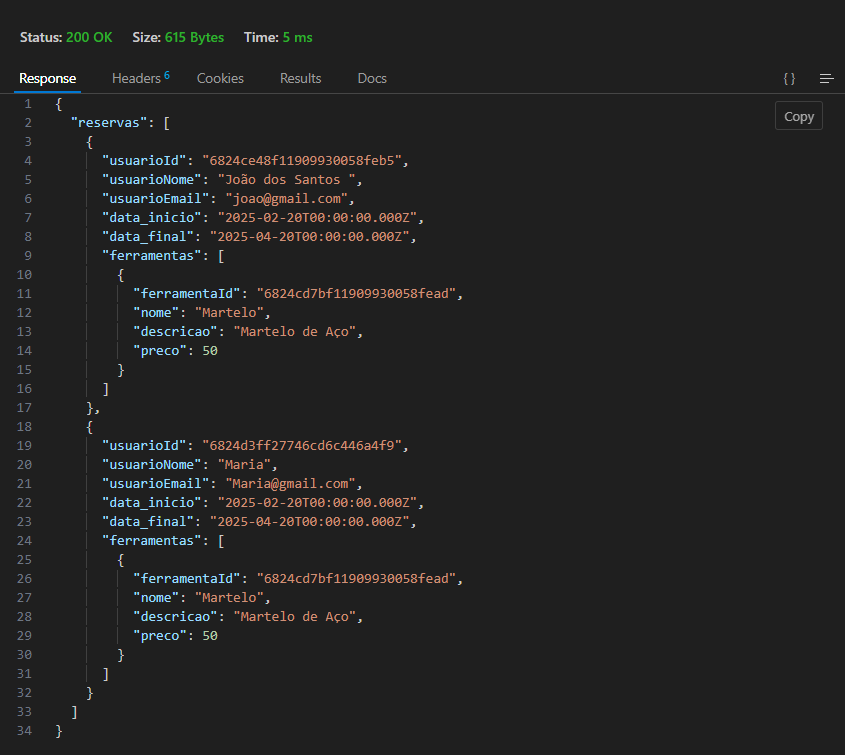 Status: 200 OK Size: 615 Bytes Time: 5 ms
Response Headers 6 Cookies Results Docs { }
Copy
1 {
2 "reservas": [
3 {
4 "usuarioId": "6824ce48f11909930058feb5",
5 "usuarioNome": "João dos Santos ",
6 "usuarioEmail": "joao@gmail.com",
7 "data_inicio": "2025-02-20T00:00:00.000Z",
8 "data_final": "2025-04-20T00:00:00.000Z",
9 "ferramentas": [
10 {
11 "ferramentaId": "6824cd7bf11909930058fead",
12 "nome": "Martelo",
13 "descricao": "Martelo de Aço",
14 "preco": 50
15 }
16 ]
17 },
18 {
19 "usuarioId": "6824d3ff27746cd6c446a4f9",
20 "usuarioNome": "Maria",
21 "usuarioEmail": "Maria@gmail.com",
22 "data_inicio": "2025-02-20T00:00:00.000Z",
23 "data_final": "2025-04-20T00:00:00.000Z",
24 "ferramentas": [
25 {
26 "ferramentaId": "6824cd7bf11909930058fead",
27 "nome": "Martelo",
28 "descricao": "Martelo de Aço",
29 "preco": 50
30 }
31 ]
32 }
33 ]
34 }